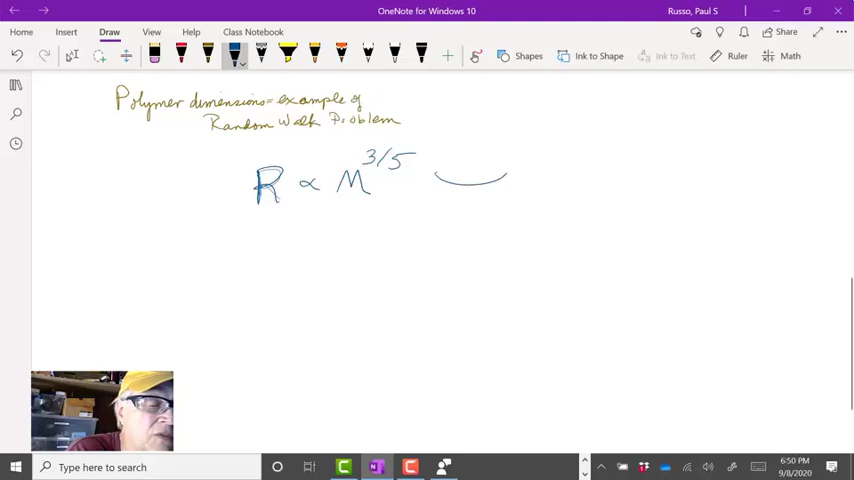 OneNote for Windows 10
Russo, Paul S
Home Insert Draw View Help Class Notebook Share
Shapes Ink to Shape Ink to Text Ruler Math
Polymer dimensions = example of
Random Walk Problem
R ∝ M^3/5
Type here to search
6:50 PM
9/8/2020